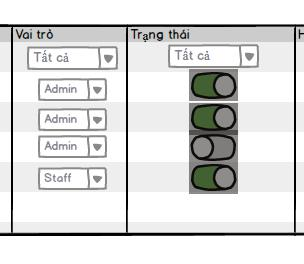 Vai trò Trạng thái H
Tất cả Tất cả
Admin
Admin
Admin
Staff